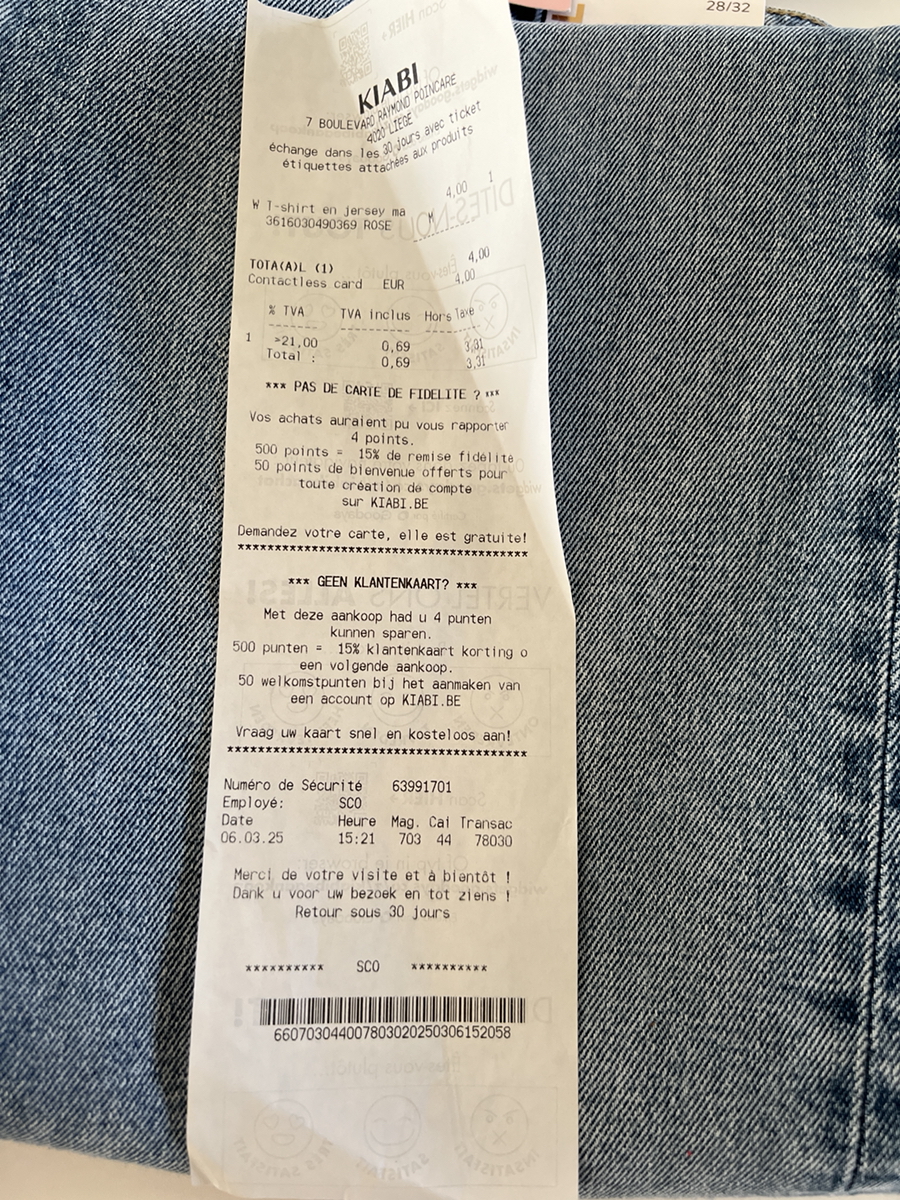 28/32
KIABI
7 BOULEVARD RAYMOND POINCARE
4020 LIEGE
échange dans les 30 jours avec ticket
étiquettes attachées aux produits
4,00 1
W T-shirt en jersey ma M
3616030490369 ROSE
TOTA(A)L (1) 4,00
Contactless card EUR 4,00
% TVA TVA inclus Hors Taxe
1 >21,00 0,69 3,31
Total : 0,69 3,31
*** PAS DE CARTE DE FIDELITE ? ***
Vos achats auraient pu vous rapporter
4 points.
500 points = 15% de remise fidélité
50 points de bienvenue offerts pour
toute création de compte
sur KIABI.BE
Demandez votre carte, elle est gratuite!
****************************************
*** GEEN KLANTENKAART? ***
Met deze aankoop had u 4 punten
kunnen sparen.
500 punten = 15% klantenkaart korting o
een volgende aankoop.
50 welkomstpunten bij het aanmaken van
een account op KIABI.BE
Vraag uw kaart snel en kosteloos aan!
****************************************
Numéro de Sécurité 63991701
Employé: SCO
Date Heure Mag. Cai Transac
06.03.25 15:21 703 44 78030
Merci de votre visite et à bientôt !
Dank u voor uw bezoek en tot ziens !
Retour sous 30 jours
********** SCO **********
660703044007803020250306152058